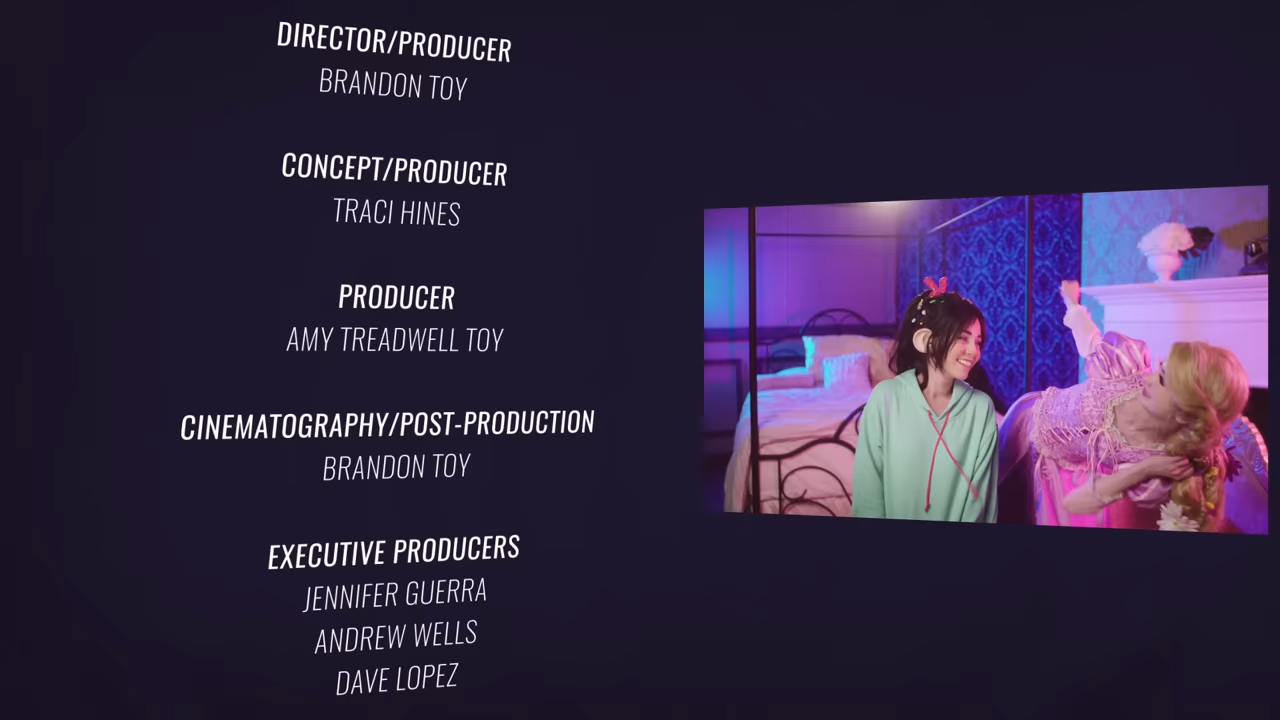 DIRECTOR/PRODUCER
BRANDON TOY
CONCEPT/PRODUCER
TRACI HINES
PRODUCER
AMY TREADWELL TOY
CINEMATOGRAPHY/POST-PRODUCTION
BRANDON TOY
EXECUTIVE PRODUCERS
JENNIFER GUERRA
ANDREW WELLS
DAVE LOPEZ